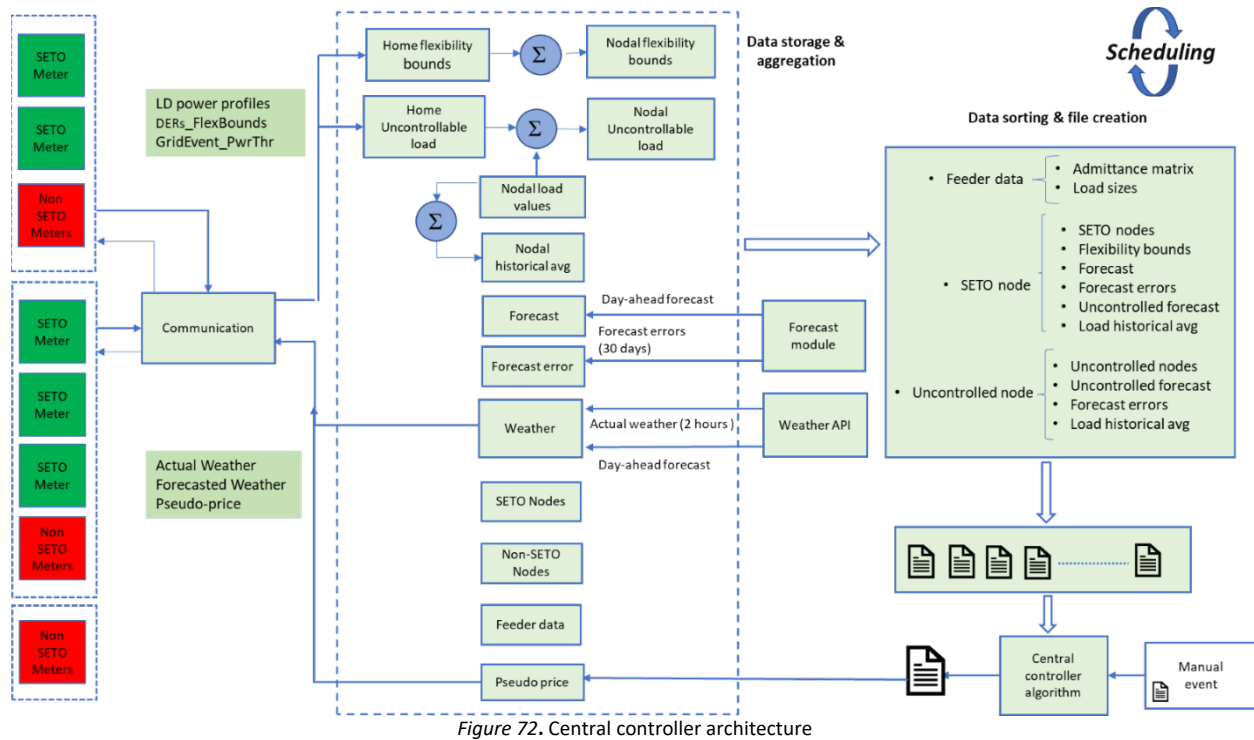 SETO
Meter
SETO
Meter
Non
SETO
Meters
SETO
Meter
SETO
Meter
SETO
Meter
Non
SETO
Meters
Non
SETO
Meters
LD power profiles
DERs_FlexBounds
GridEvent_PwrThr
Communication
Actual Weather
Forecasted Weather
Pseudo-price
Home flexibility
bounds
Σ
Nodal flexibility
bounds
Home
Uncontrollable
load
Σ
Nodal
Uncontrollable
load
Nodal load
values
Σ
Nodal
historical avg
Forecast
Day-ahead forecast
Forecast errors
(30 days)
Forecast
module
Forecast error
Weather
Actual weather (2 hours )
Weather API
Day-ahead forecast
SETO Nodes
Non-SETO
Nodes
Feeder data
Pseudo price
Data storage &
aggregation
Scheduling
Data sorting & file creation
• Feeder data
• Admittance matrix
• Load sizes
• SETO node
• SETO nodes
• Flexibility bounds
• Forecast
• Forecast errors
• Uncontrolled forecast
• Load historical avg
• Uncontrolled node
• Uncontrolled nodes
• Uncontrolled forecast
• Forecast errors
• Load historical avg
Central
controller
algorithm
Manual
event
Figure 72. Central controller architecture